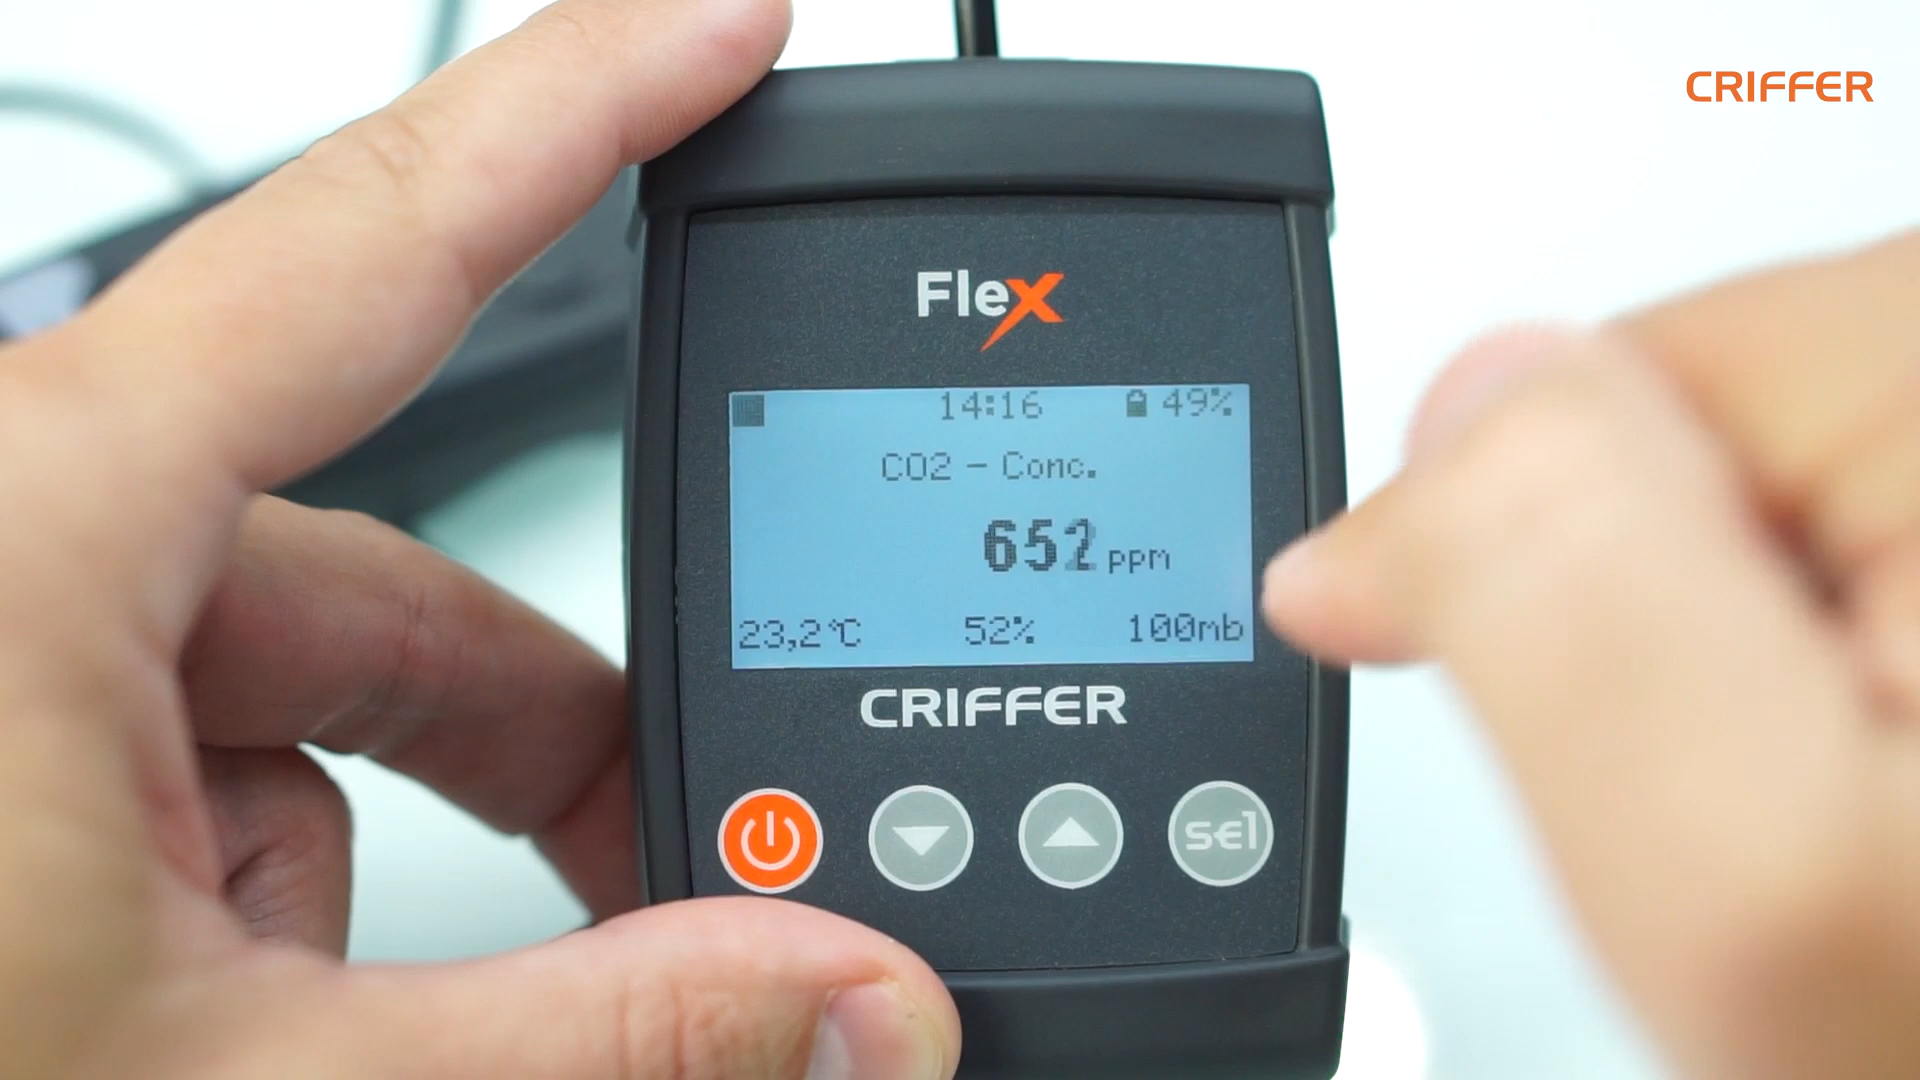 CRIFFER
Flex
14:16 49%
CO2 - Conc.
652 ppm
23,2°C 52% 100mb
CRIFFER
sel